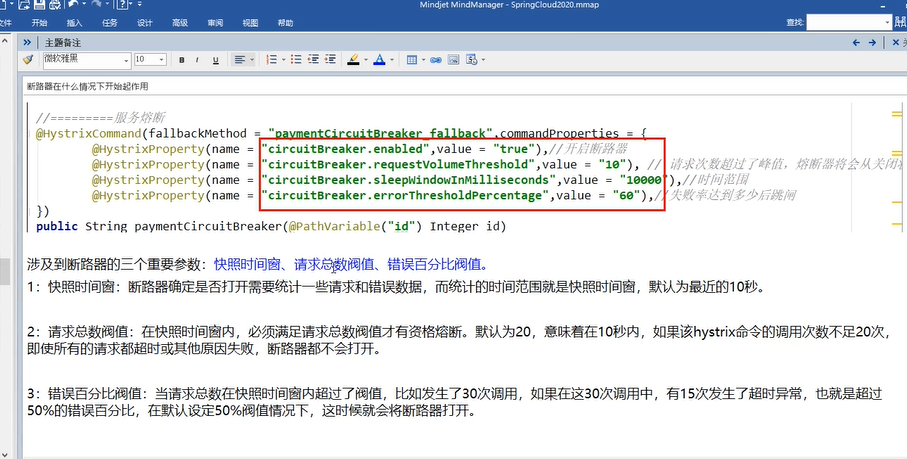 Mindjet MindManager - SpringCloud2020.mmap
文件 开始 插入 任务 设计 高级 审阅 视图 帮助 查找:
主题备注
微软雅黑 10 B I U
断路器在什么情况下开始起作用
//=========服务熔断
@HystrixCommand(fallbackMethod = "paymentCircuitBreaker_fallback",commandProperties = {
@HystrixProperty(name = "circuitBreaker.enabled",value = "true"),//开启断路器
@HystrixProperty(name = "circuitBreaker.requestVolumeThreshold",value = "10"), // 请求次数超过了峰值，熔断器将会从关闭
@HystrixProperty(name = "circuitBreaker.sleepWindowInMilliseconds",value = "10000"),//时间范围
@HystrixProperty(name = "circuitBreaker.errorThresholdPercentage",value = "60"),//失败率达到多少后跳闸
})
public String paymentCircuitBreaker(@PathVariable("id") Integer id)
涉及到断路器的三个重要参数：快照时间窗、请求总数阀值、错误百分比阀值。
1：快照时间窗：断路器确定是否打开需要统计一些请求和错误数据，而统计的时间范围就是快照时间窗，默认为最近的10秒。
2：请求总数阀值：在快照时间窗内，必须满足请求总数阀值才有资格熔断。默认为20，意味着在10秒内，如果该hystrix命令的调用次数不足20次，
即使所有的请求都超时或其他原因失败，断路器都不会打开。
3：错误百分比阀值：当请求总数在快照时间窗内超过了阀值，比如发生了30次调用，如果在这30次调用中，有15次发生了超时异常，也就是超过
50%的错误百分比，在默认设定50%阀值情况下，这时候就会将断路器打开。